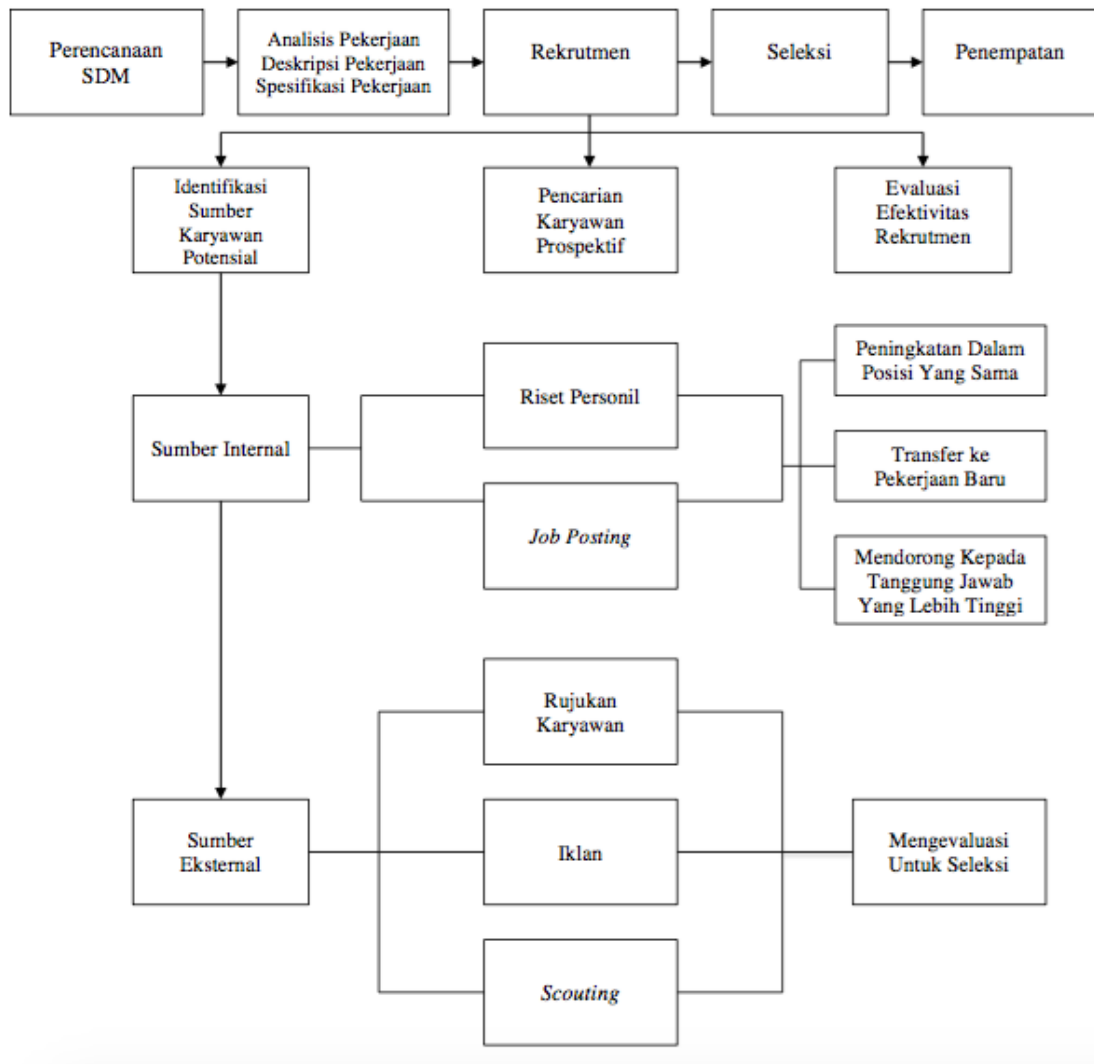 Perencanaan
SDM
Analisis Pekerjaan
Deskripsi Pekerjaan
Spesifikasi Pekerjaan
Rekrutmen
Seleksi
Penempatan
Identifikasi
Sumber
Karyawan
Potensial
Pencarian
Karyawan
Prospektif
Evaluasi
Efektivitas
Rekrutmen
Sumber Internal
Riset Personil
Job Posting
Peningkatan Dalam
Posisi Yang Sama
Transfer ke
Pekerjaan Baru
Mendorong Kepada
Tanggung Jawab
Yang Lebih Tinggi
Sumber
Eksternal
Rujukan
Karyawan
Iklan
Scouting
Mengevaluasi
Untuk Seleksi